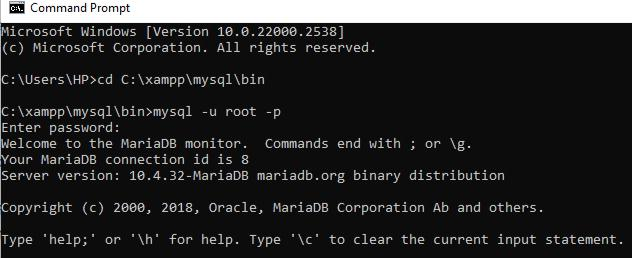 Command Prompt
Microsoft Windows [Version 10.0.22000.2538]
(c) Microsoft Corporation. All rights reserved.
C:\Users\HP>cd C:\xampp\mysql\bin
C:\xampp\mysql\bin>mysql -u root -p
Enter password:
Welcome to the MariaDB monitor.  Commands end with ; or \g.
Your MariaDB connection id is 8
Server version: 10.4.32-MariaDB mariadb.org binary distribution
Copyright (c) 2000, 2018, Oracle, MariaDB Corporation Ab and others.
Type 'help;' or '\h' for help. Type '\c' to clear the current input statement.